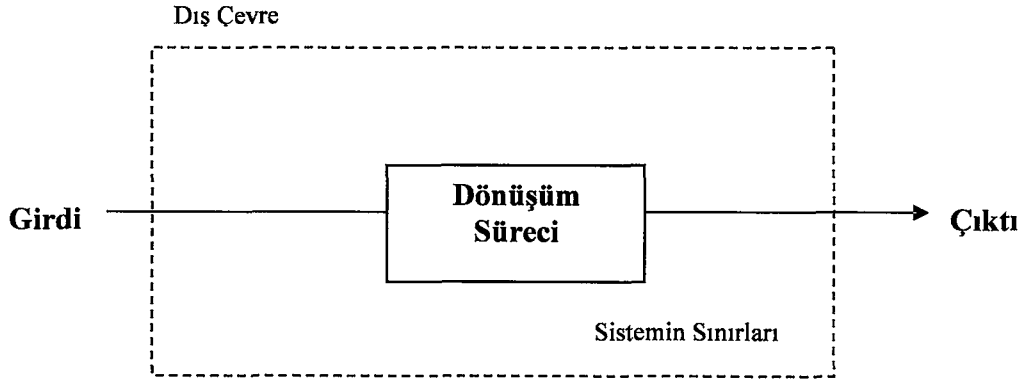 Dış Çevre
Dönüşüm
Süreci
Girdi
Çıktı
Sistemin Sınırları